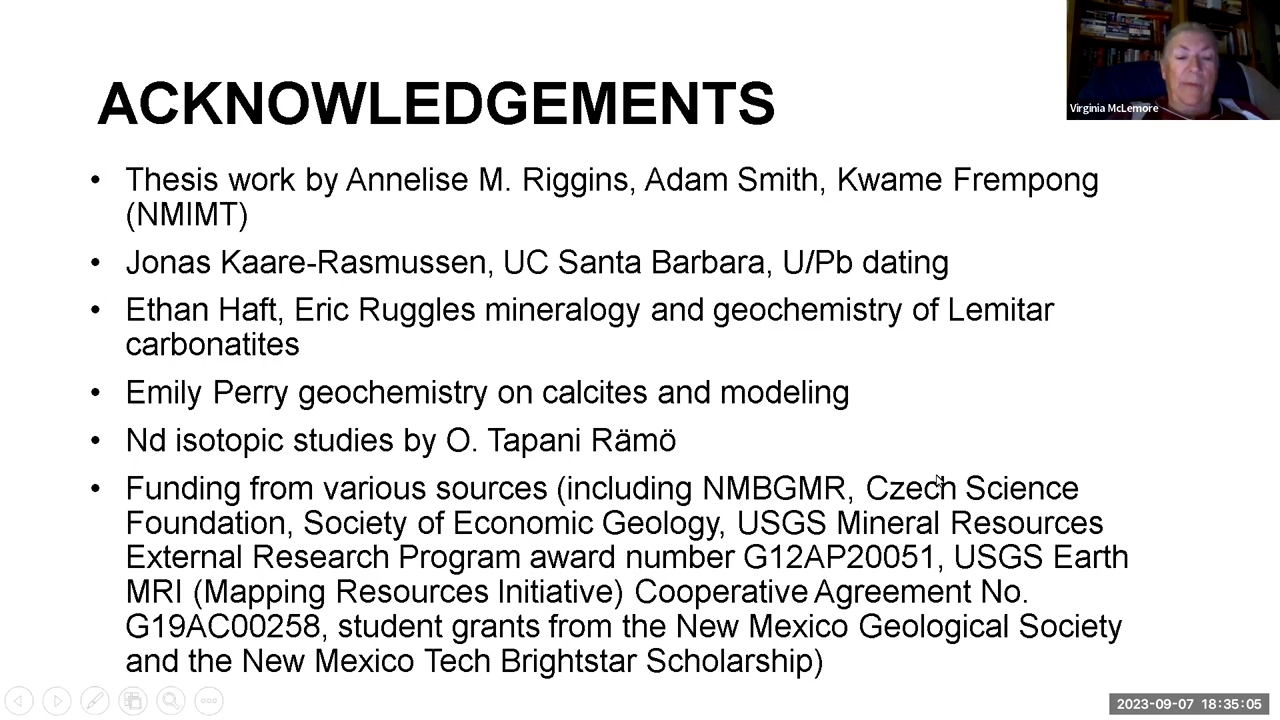 ACKNOWLEDGEMENTS
Virginia McLemore
• Thesis work by Annelise M. Riggins, Adam Smith, Kwame Frempong
(NMIMT)
• Jonas Kaare-Rasmussen, UC Santa Barbara, U/Pb dating
• Ethan Haft, Eric Ruggles mineralogy and geochemistry of Lemitar
carbonatites
• Emily Perry geochemistry on calcites and modeling
• Nd isotopic studies by O. Tapani Rämö
• Funding from various sources (including NMBGMR, Czech Science
Foundation, Society of Economic Geology, USGS Mineral Resources
External Research Program award number G12AP20051, USGS Earth
MRI (Mapping Resources Initiative) Cooperative Agreement No.
G19AC00258, student grants from the New Mexico Geological Society
and the New Mexico Tech Brightstar Scholarship)
2023-09-07 18:35:05